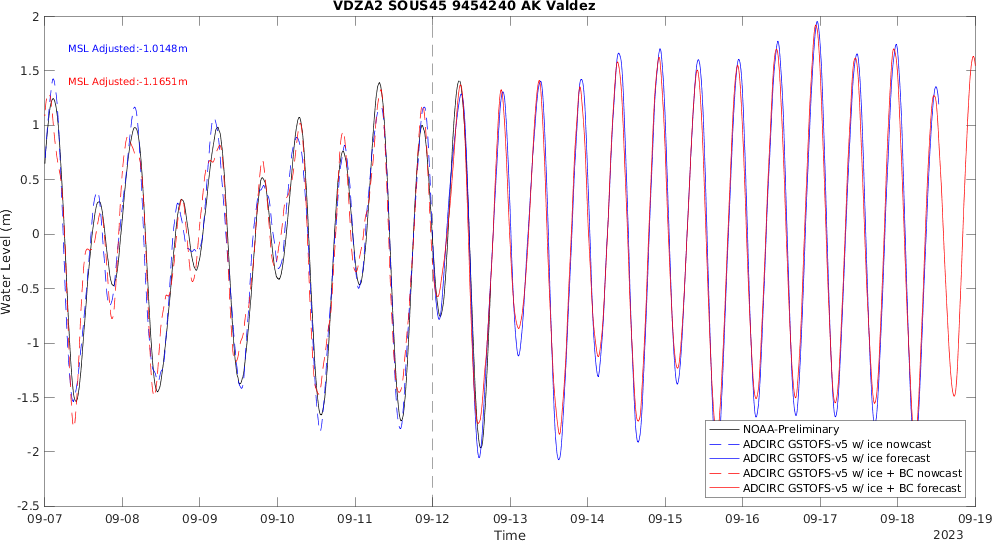 VDZA2 SOUS45 9454240 AK Valdez
MSL Adjusted:-1.0148m
MSL Adjusted:-1.1651m
Water Level (m)
2
1.5
1
0.5
0
-0.5
-1
-1.5
-2
-2.5
NOAA-Preliminary
ADCIRC GSTOFS-v5 w/ ice nowcast
ADCIRC GSTOFS-v5 w/ ice forecast
ADCIRC GSTOFS-v5 w/ ice + BC nowcast
ADCIRC GSTOFS-v5 w/ ice + BC forecast
09-07 09-08 09-09 09-10 09-11 09-12 09-13 09-14 09-15 09-16 09-17 09-18 09-19
Time
2023